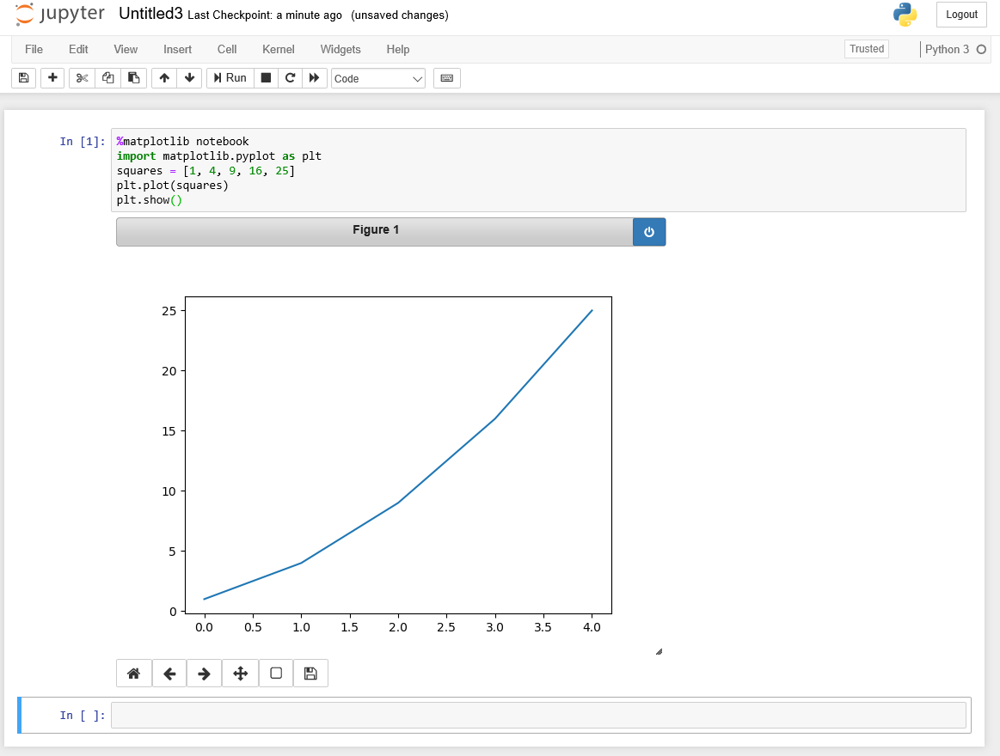 jupyter Untitled3 Last Checkpoint: a minute ago (unsaved changes) Logout
File Edit View Insert Cell Kernel Widgets Help Trusted Python 3
Run Code
In [1]: %matplotlib notebook
import matplotlib.pyplot as plt
squares = [1, 4, 9, 16, 25]
plt.plot(squares)
plt.show()
Figure 1
25
20
15
10
5
0
0.0 0.5 1.0 1.5 2.0 2.5 3.0 3.5 4.0
In [ ]: